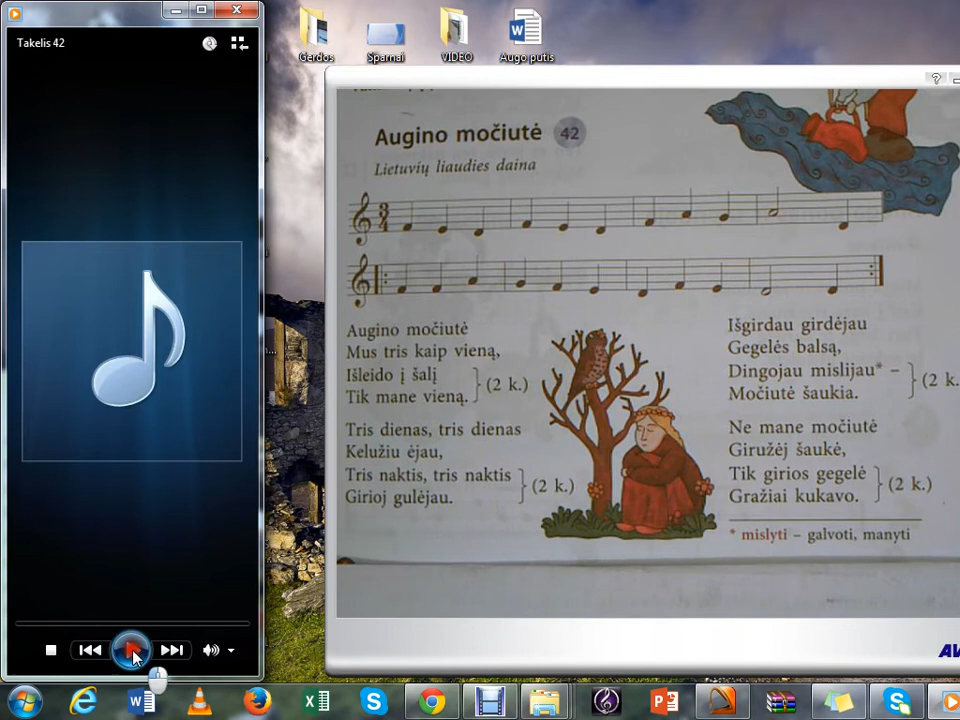 Takelis 42
Gerdos
Sparnai
VIDEO
Augo putis
Augino močiutė 42
Lietuvių liaudies daina
3
4
Augino močiutė
Mus tris kaip vieną,
Išleido į šalį
Tik mane vieną. (2 k.)
Tris dienas, tris dienas
Kelužiu ėjau,
Tris naktis, tris naktis
Girioj gulėjau. (2 k.)
Išgirdau girdėjau
Gegelės balsą,
Dingojau mislijau* –
Močiutė šaukia. (2 k.
Ne mane močiutė
Giružėj šaukė,
Tik girios gegelė
Gražiai kukavo. (2 k.)
* mislyti – galvoti, manyti